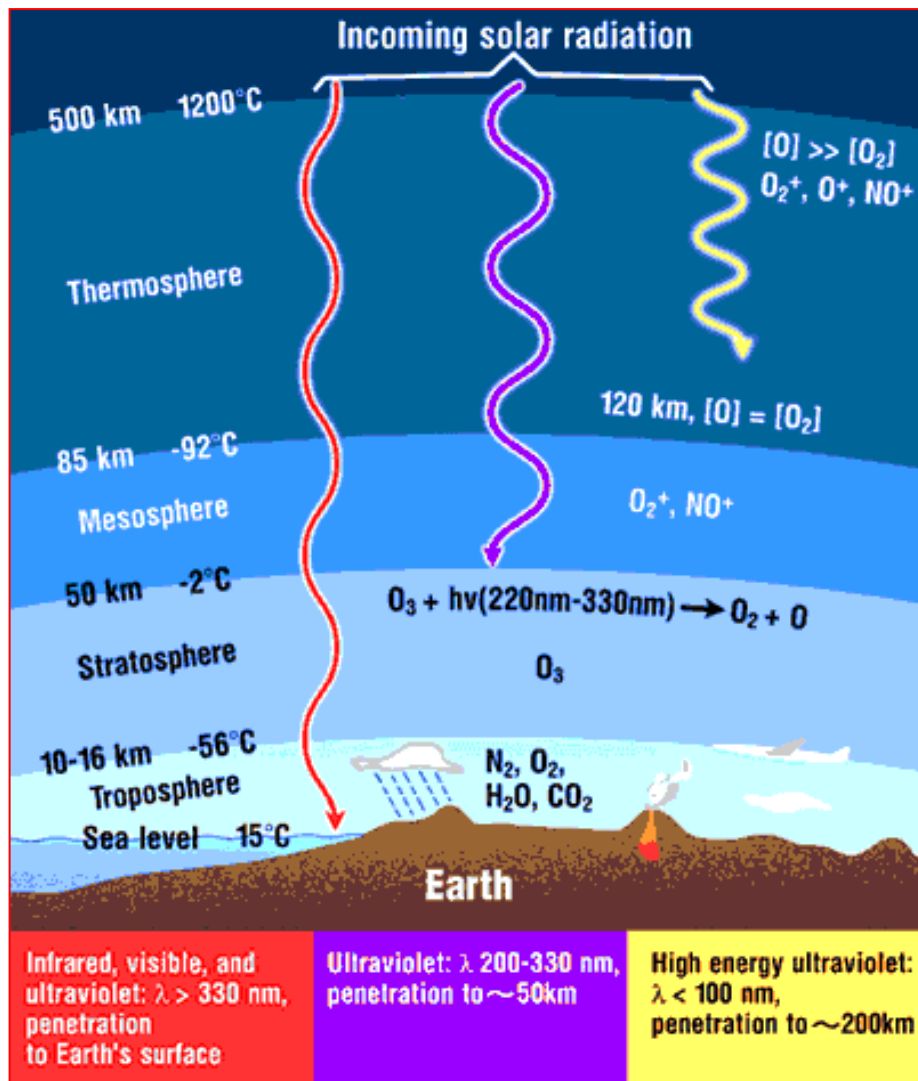 Incoming solar radiation
500 km 1200°C
[O] >> [O₂]
O₂⁺, O⁺, NO⁺
Thermosphere
120 km, [O] = [O₂]
85 km -92°C
Mesosphere
O₂⁺, NO⁺
50 km -2°C
O₃ + hv(220nm-330nm) → O₂ + O
Stratosphere
O₃
10-16 km -56°C
Troposphere
N₂, O₂,
H₂O, CO₂
Sea level 15°C
Earth
Infrared, visible, and
ultraviolet: λ > 330 nm,
penetration
to Earth's surface
Ultraviolet: λ 200-330 nm,
penetration to ~50km
High energy ultraviolet:
λ < 100 nm,
penetration to ~200km